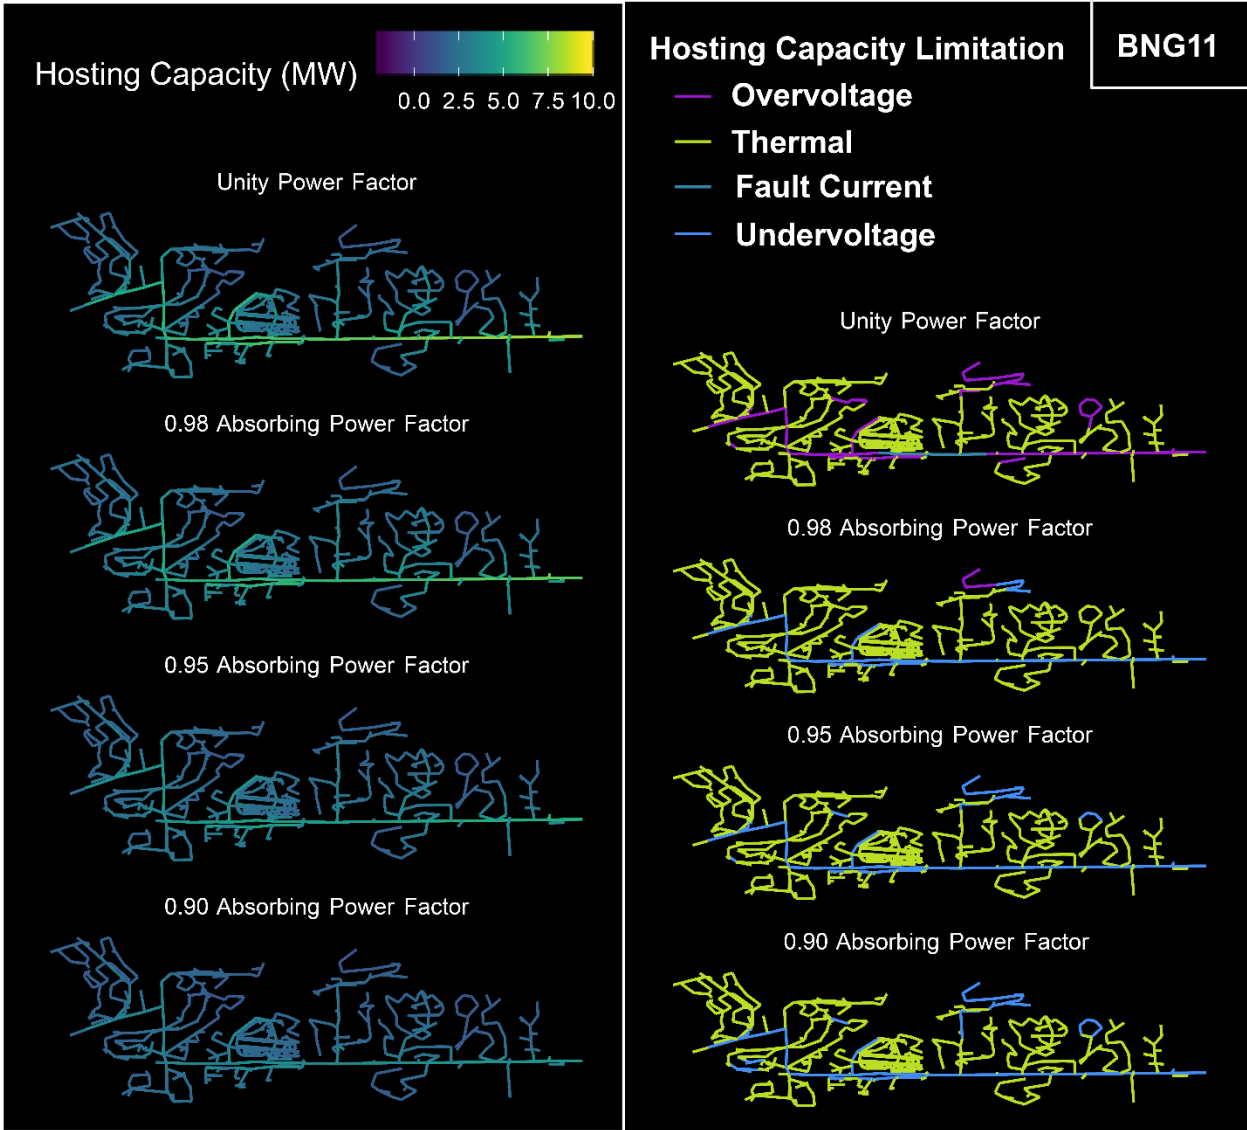 Hosting Capacity (MW)
0.0 2.5 5.0 7.5 10.0
Unity Power Factor
0.98 Absorbing Power Factor
0.95 Absorbing Power Factor
0.90 Absorbing Power Factor
Hosting Capacity Limitation
BNG11
Overvoltage
Thermal
Fault Current
Undervoltage
Unity Power Factor
0.98 Absorbing Power Factor
0.95 Absorbing Power Factor
0.90 Absorbing Power Factor